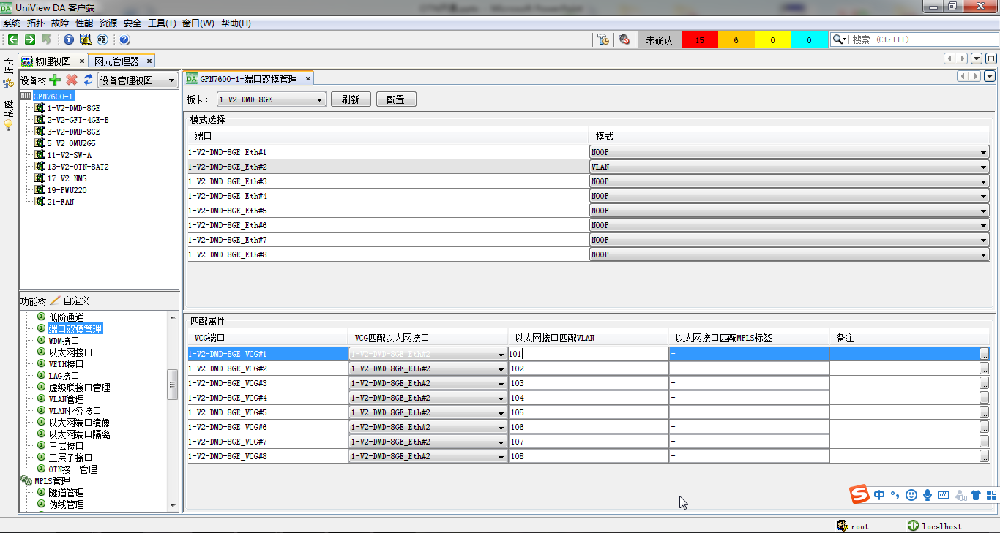 UniView DA 客户端
系统 拓扑 故障 性能 资源 安全 工具(T) 窗口(W) 帮助(H)
未确认 15 6 0 0 搜索 (Ctrl+I)
拓扑
故障
物理视图 × 网元管理器 ×
设备树 设备管理视图
GPN7600-1
1-V2-DMD-8GE
2-V2-GFT-4GE-B
3-V2-DMD-8GE
5-V2-OMU2G5
11-V2-SW-A
13-V2-OTN-8AT2
17-V2-NMS
19-PWU220
21-FAN
功能树 自定义
低阶通道
端口双模管理
WDM接口
以太网接口
VETH接口
LAG接口
虚级联接口管理
VLAN管理
VLAN业务接口
以太网端口镜像
以太网端口隔离
三层接口
三层子接口
OTN接口管理
MPLS管理
隧道管理
伪线管理
DA GPN7600-1-端口双模管理 ×
板卡： 1-V2-DMD-8GE 刷新 配置
模式选择
端口 模式
1-V2-DMD-8GE_Eth#1 NOOP
1-V2-DMD-8GE_Eth#2 VLAN
1-V2-DMD-8GE_Eth#3 NOOP
1-V2-DMD-8GE_Eth#4 NOOP
1-V2-DMD-8GE_Eth#5 NOOP
1-V2-DMD-8GE_Eth#6 NOOP
1-V2-DMD-8GE_Eth#7 NOOP
1-V2-DMD-8GE_Eth#8 NOOP
匹配属性
VCG端口 VCG匹配以太网接口 以太网接口匹配VLAN 以太网接口匹配MPLS标签 备注
1-V2-DMD-8GE_VCG#1 1-V2-DMD-8GE_Eth#2 101 - ...
1-V2-DMD-8GE_VCG#2 1-V2-DMD-8GE_Eth#2 102 - ...
1-V2-DMD-8GE_VCG#3 1-V2-DMD-8GE_Eth#2 103 - ...
1-V2-DMD-8GE_VCG#4 1-V2-DMD-8GE_Eth#2 104 - ...
1-V2-DMD-8GE_VCG#5 1-V2-DMD-8GE_Eth#2 105 - ...
1-V2-DMD-8GE_VCG#6 1-V2-DMD-8GE_Eth#2 106 - ...
1-V2-DMD-8GE_VCG#7 1-V2-DMD-8GE_Eth#2 107 - ...
1-V2-DMD-8GE_VCG#8 1-V2-DMD-8GE_Eth#2 108 - ...
S 中
root localhost